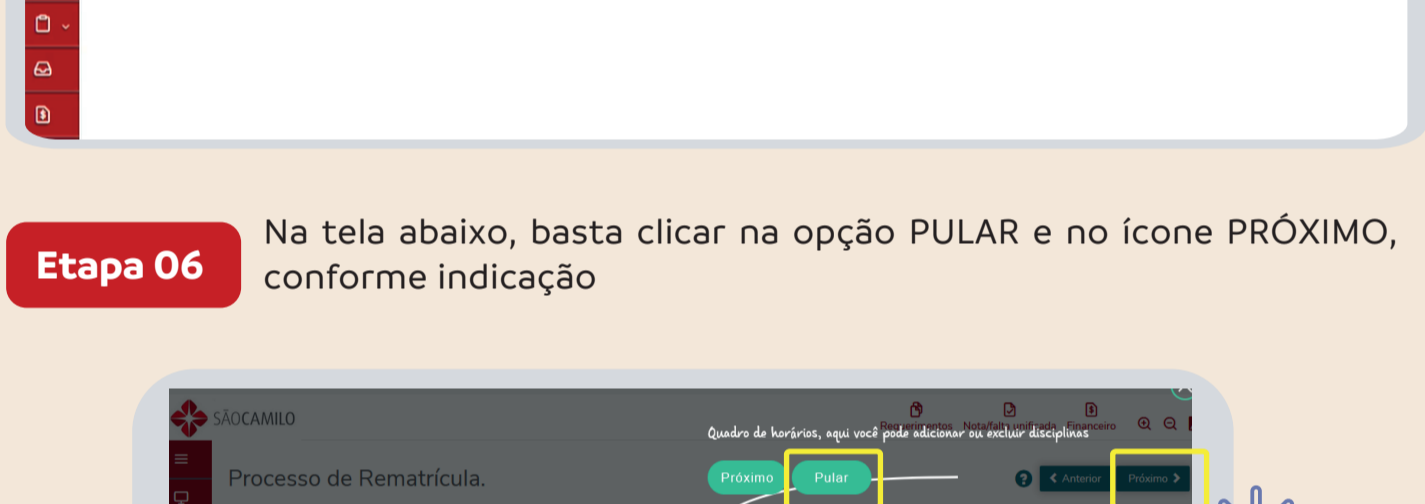 Etapa 06
Na tela abaixo, basta clicar na opção PULAR e no ícone PRÓXIMO,
conforme indicação
SÃOCAMILO
Requerimentos Nota/falta unificada Financeiro
Quadro de horários, aqui você pode adicionar ou excluir disciplinas
Processo de Rematrícula.
Próximo Pular
Anterior Próximo